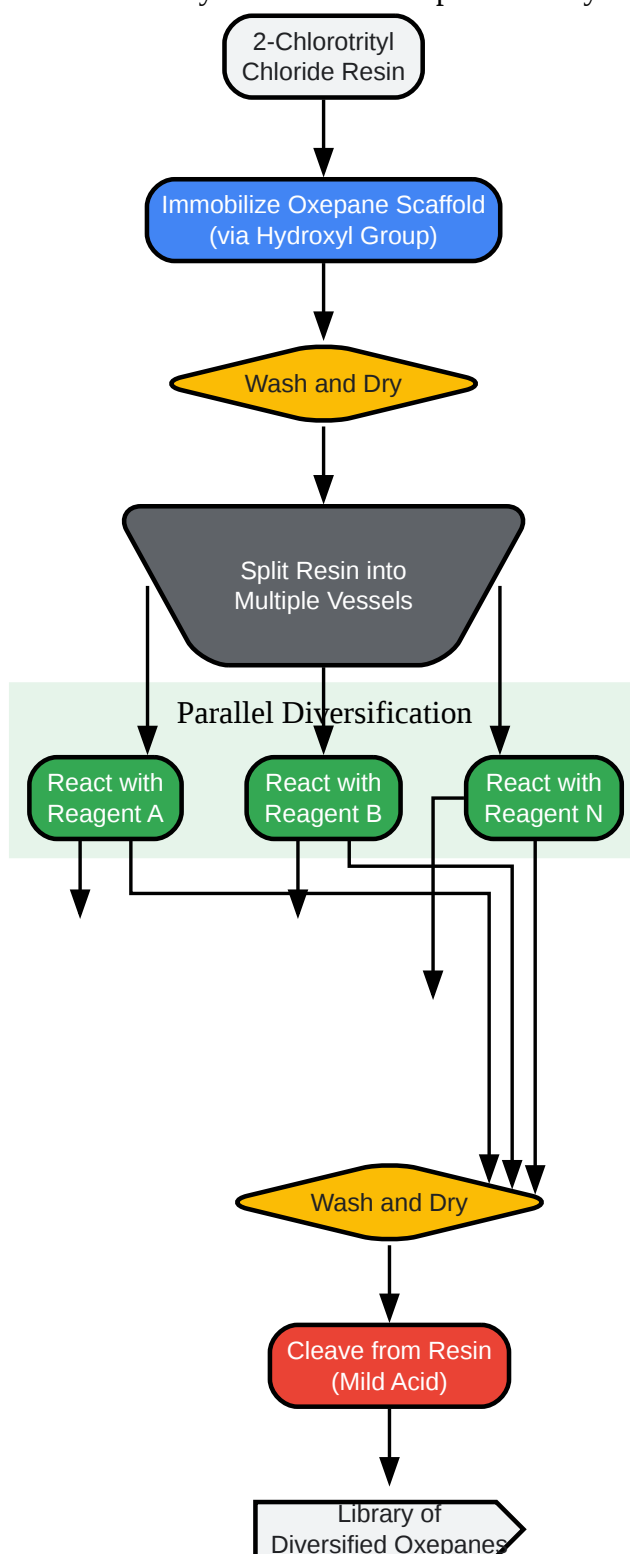 2-Chlorotrityl
Chloride Resin
Immobilize Oxepane Scaffold
(via Hydroxyl Group)
Wash and Dry
Split Resin into
Multiple Vessels
Parallel Diversification
React with
Reagent A
React with
Reagent B
React with
Reagent N
Wash and Dry
Cleave from Resin
(Mild Acid)
Library of
Diversified Oxepanes